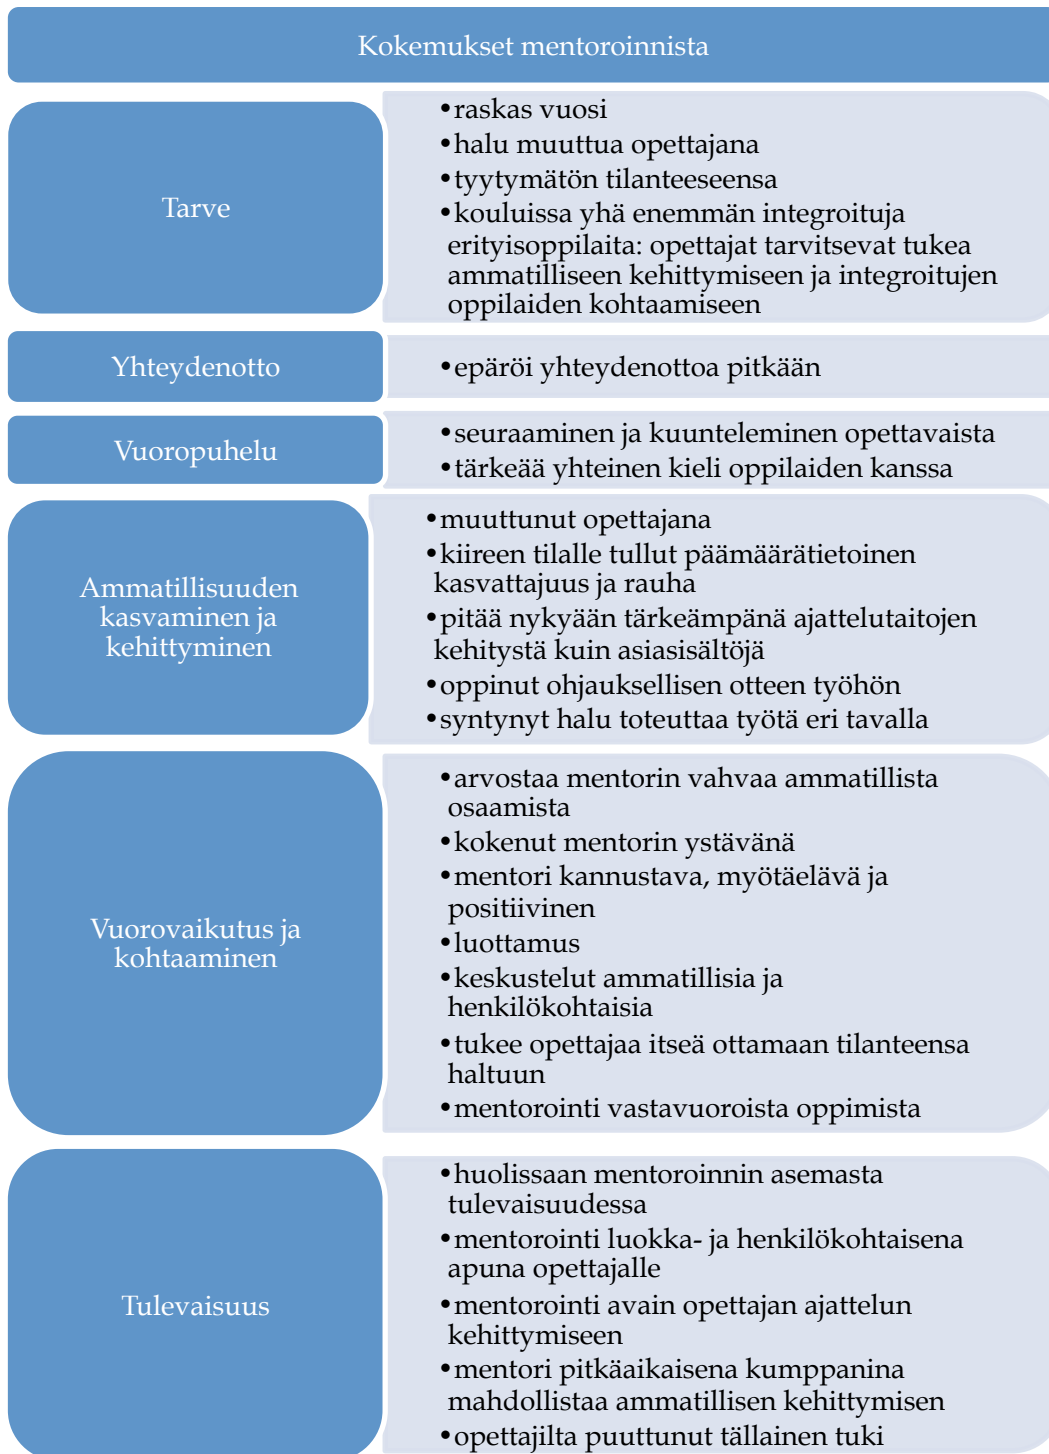 Kokemukset mentoroinnista
Tarve
•raskas vuosi
•halu muuttua opettajana
•tyytymätön tilanteeseensa
•kouluissa yhä enemmän integroituja
erityisoppilaita: opettajat tarvitsevat tukea
ammatilliseen kehittymiseen ja integroitujen
oppilaiden kohtaamiseen
Yhteydenotto
•epäröi yhteydenottoa pitkään
Vuoropuhelu
•seuraaminen ja kuunteleminen opettavaista
•tärkeää yhteinen kieli oppilaiden kanssa
Ammatillisuuden
kasvaminen ja
kehittyminen
•muuttunut opettajana
•kiireen tilalle tullut päämäärätietoinen
kasvattajuus ja rauha
•pitää nykyään tärkeämpänä ajattelutaitojen
kehitystä kuin asiasisältöjä
•oppinut ohjauksellisen otteen työhön
•syntynyt halu toteuttaa työtä eri tavalla
Vuorovaikutus ja
kohtaaminen
•arvostaa mentorin vahvaa ammatillista
osaamista
•kokenut mentorin ystävänä
•mentori kannustava, myötäelävä ja
positiivinen
•luottamus
•keskustelut ammatillisia ja
henkilökohtaisia
•tukee opettajaa itseä ottamaan tilanteensa
haltuun
•mentorointi vastavuoroista oppimista
Tulevaisuus
•huolissaan mentoroinnin asemasta
tulevaisuudessa
•mentorointi luokka- ja henkilökohtaisena
apuna opettajalle
•mentorointi avain opettajan ajattelun
kehittymiseen
•mentori pitkäaikaisena kumppanina
mahdollistaa ammatillisen kehittymisen
•opettajilta puuttunut tällainen tuki